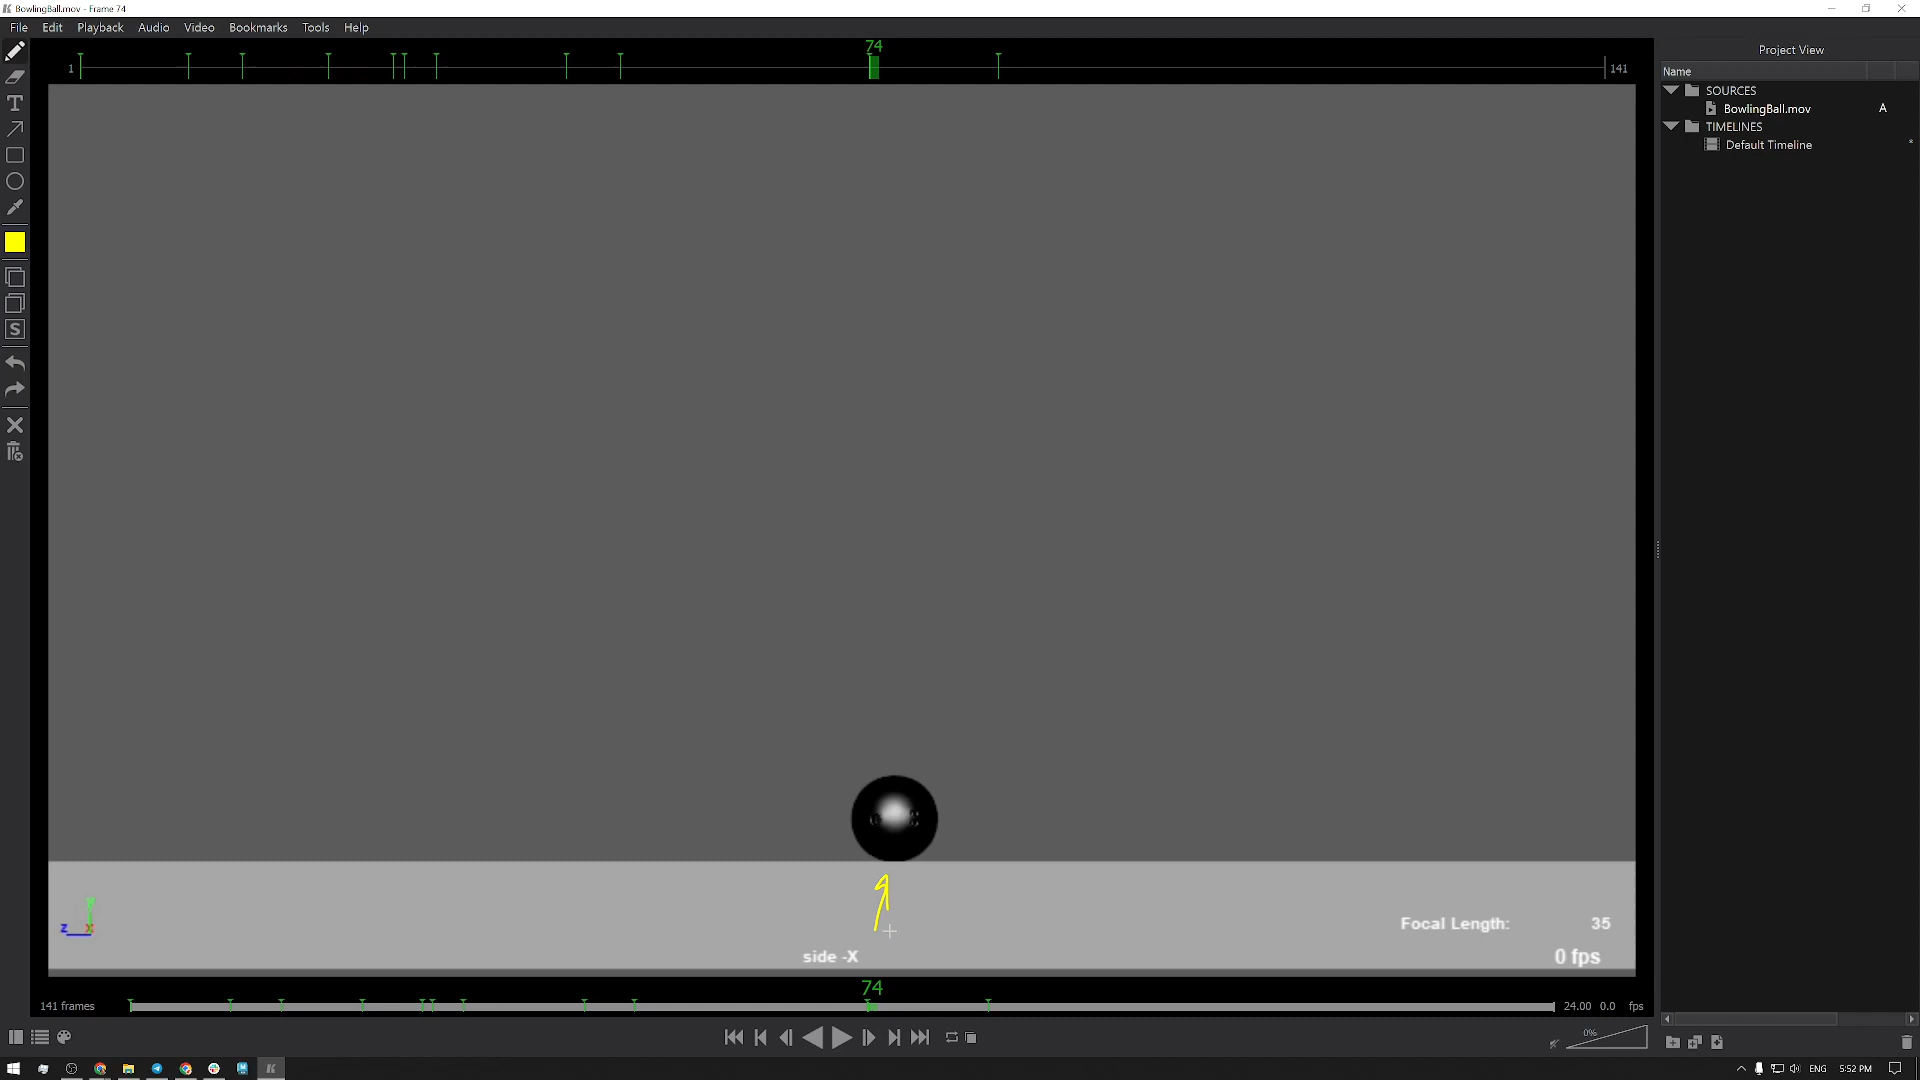 BowlingBall.mov - Frame 74
File Edit Playback Audio Video Bookmarks Tools Help
74
1
141
Project View
Name
SOURCES
BowlingBall.mov A
TIMELINES
Default Timeline *
T
S
y
z x
Focal Length: 35
side -X
0 fps
74
141 frames
24.00 0.0 fps
0%
ENG 5:52 PM